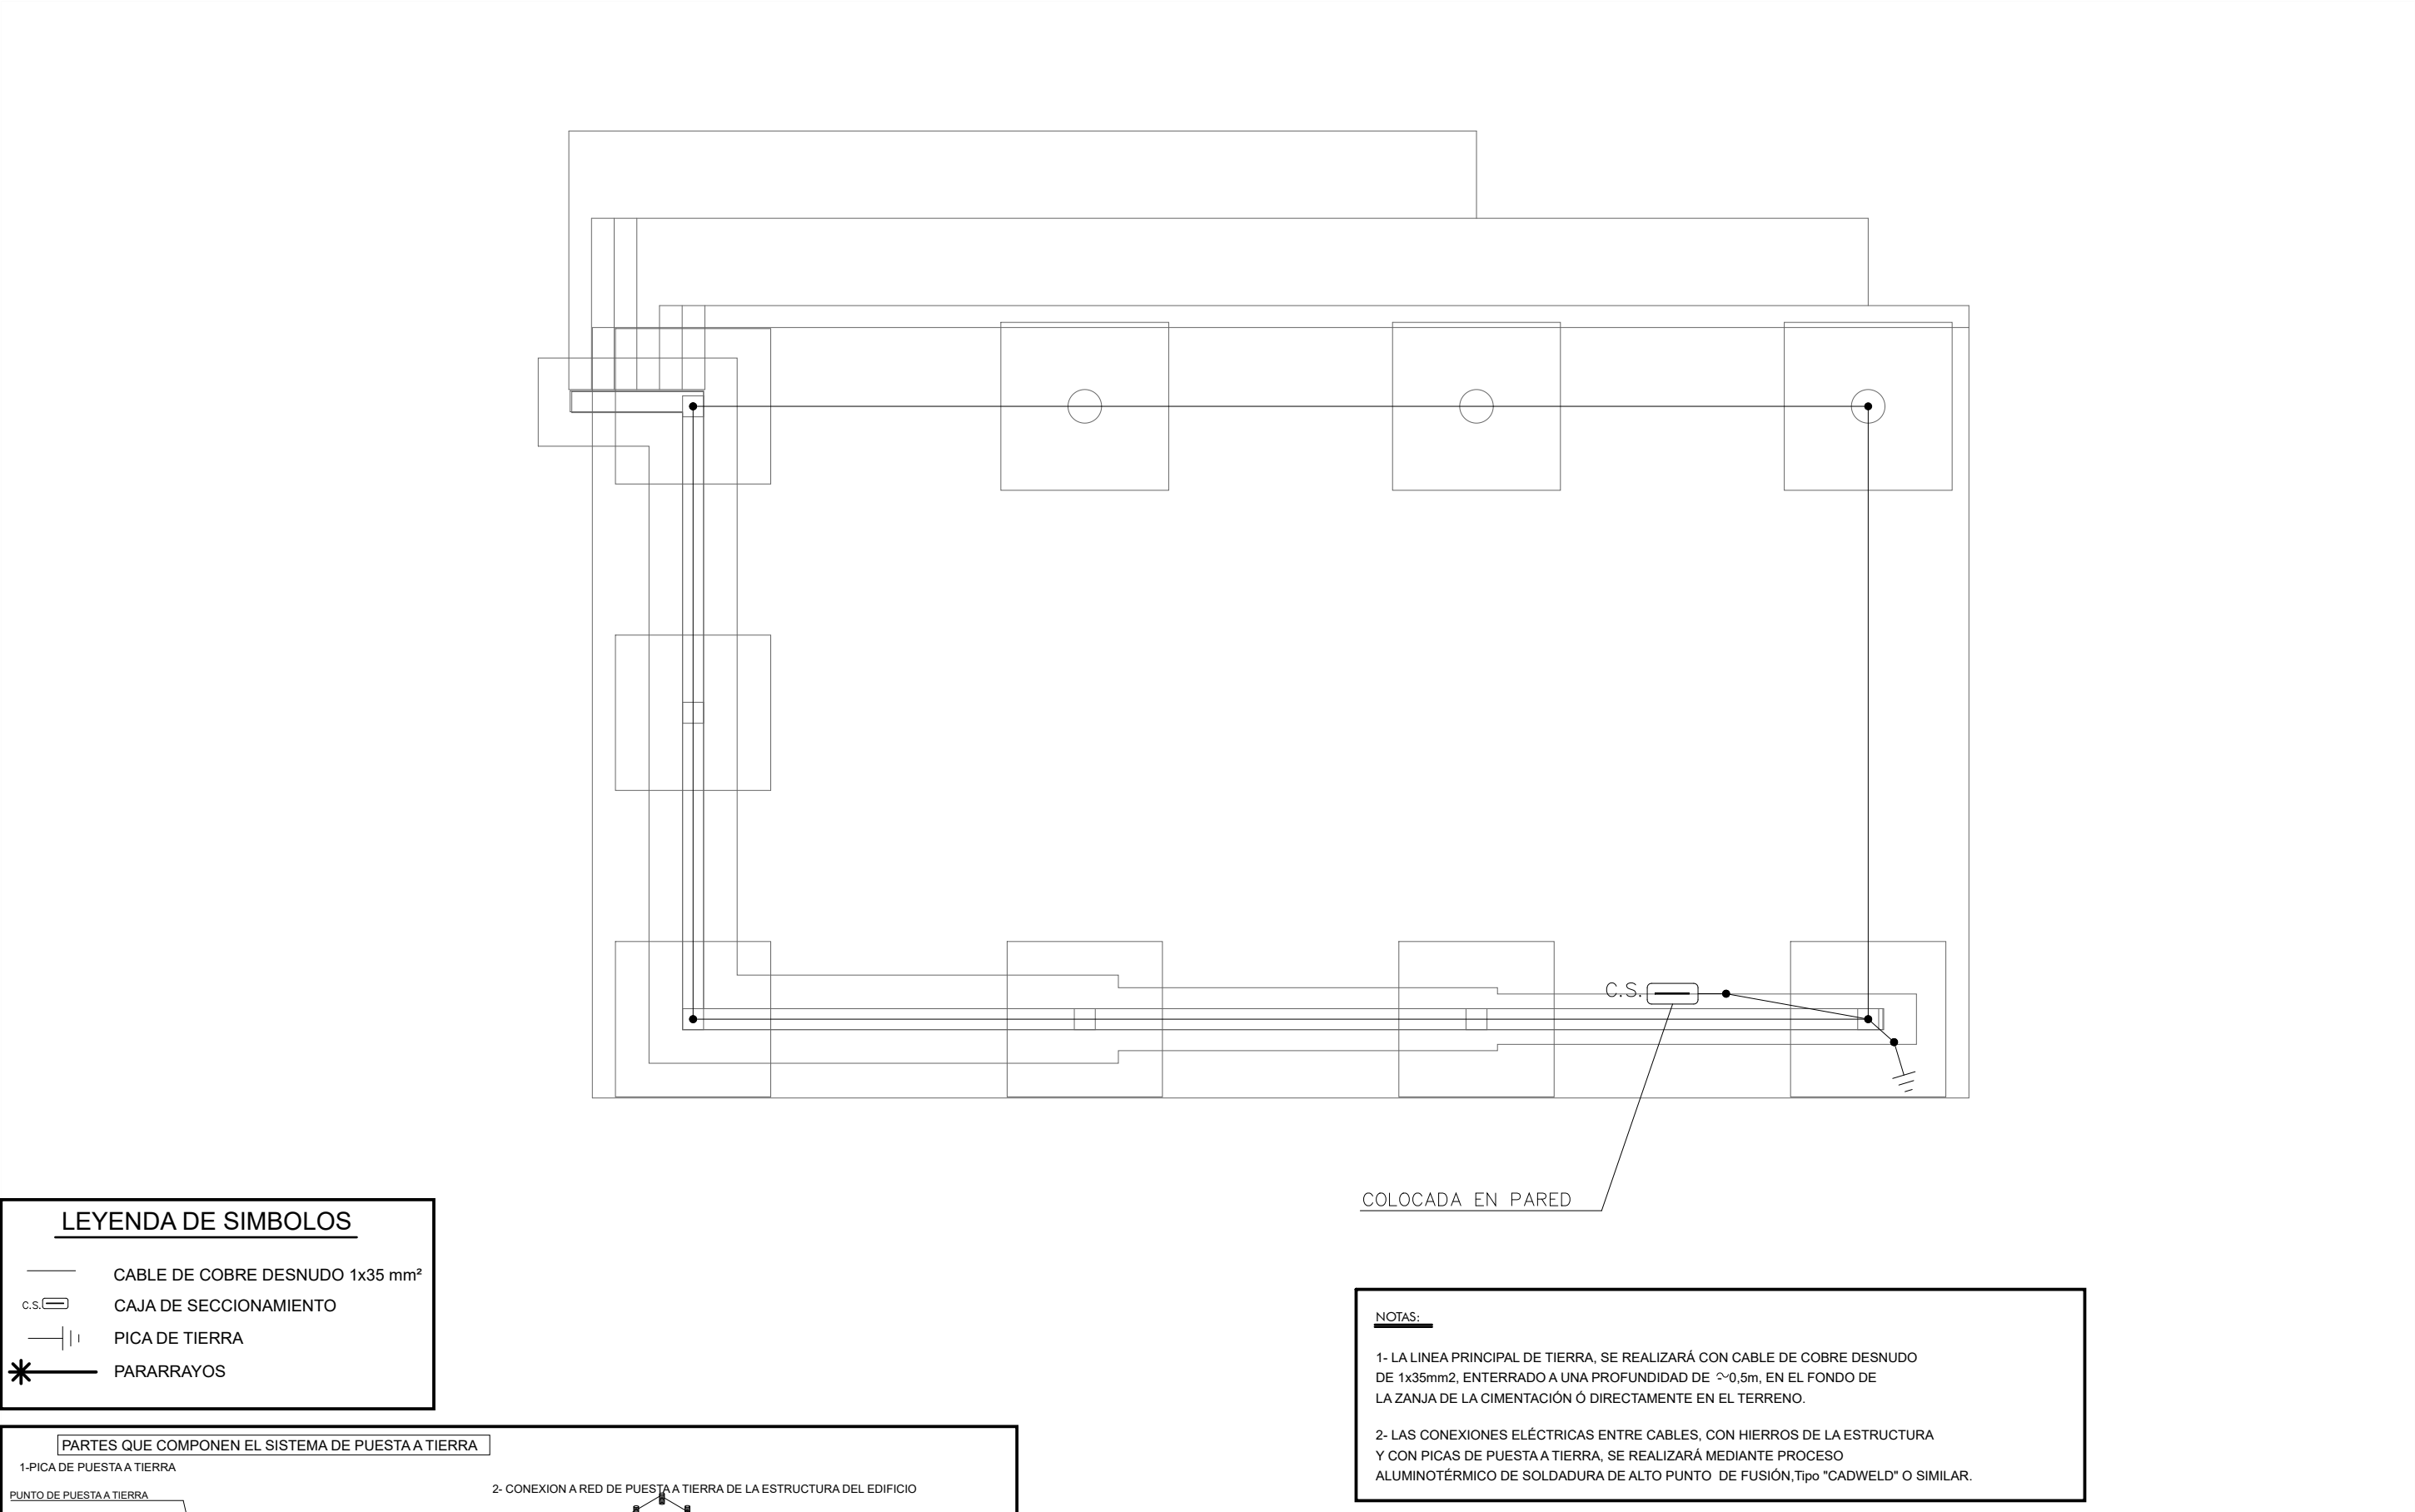 C.S.
COLOCADA EN PARED
LEYENDA DE SIMBOLOS
CABLE DE COBRE DESNUDO 1x35 mm²
C.S. CAJA DE SECCIONAMIENTO
PICA DE TIERRA
PARARRAYOS
NOTAS:
1- LA LINEA PRINCIPAL DE TIERRA, SE REALIZARÁ CON CABLE DE COBRE DESNUDO
DE 1x35mm2, ENTERRADO A UNA PROFUNDIDAD DE ~0,5m, EN EL FONDO DE
LA ZANJA DE LA CIMENTACIÓN Ó DIRECTAMENTE EN EL TERRENO.
2- LAS CONEXIONES ELÉCTRICAS ENTRE CABLES, CON HIERROS DE LA ESTRUCTURA
Y CON PICAS DE PUESTA A TIERRA, SE REALIZARÁ MEDIANTE PROCESO
ALUMINOTÉRMICO DE SOLDADURA DE ALTO PUNTO DE FUSIÓN,Tipo "CADWELD" O SIMILAR.
PARTES QUE COMPONEN EL SISTEMA DE PUESTA A TIERRA
1-PICA DE PUESTA A TIERRA
2- CONEXION A RED DE PUESTA A TIERRA DE LA ESTRUCTURA DEL EDIFICIO
PUNTO DE PUESTA A TIERRA